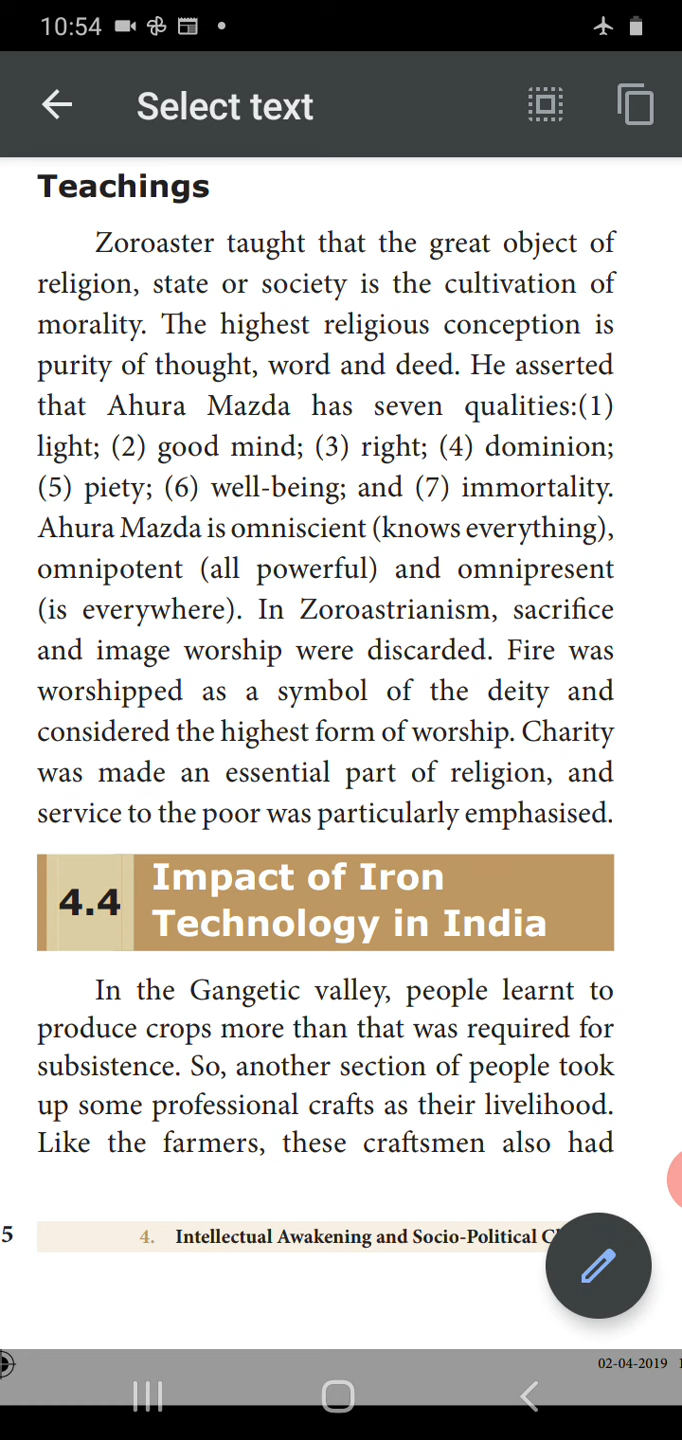 10:54
Select text
Teachings
Zoroaster taught that the great object of
religion, state or society is the cultivation of
morality. The highest religious conception is
purity of thought, word and deed. He asserted
that Ahura Mazda has seven qualities:(1)
light; (2) good mind; (3) right; (4) dominion;
(5) piety; (6) well-being; and (7) immortality.
Ahura Mazda is omniscient (knows everything),
omnipotent (all powerful) and omnipresent
(is everywhere). In Zoroastrianism, sacrifice
and image worship were discarded. Fire was
worshipped as a symbol of the deity and
considered the highest form of worship. Charity
was made an essential part of religion, and
service to the poor was particularly emphasised.
4.4 Impact of Iron
Technology in India
In the Gangetic valley, people learnt to
produce crops more than that was required for
subsistence. So, another section of people took
up some professional crafts as their livelihood.
Like the farmers, these craftsmen also had
5 4. Intellectual Awakening and Socio-Political
02-04-2019